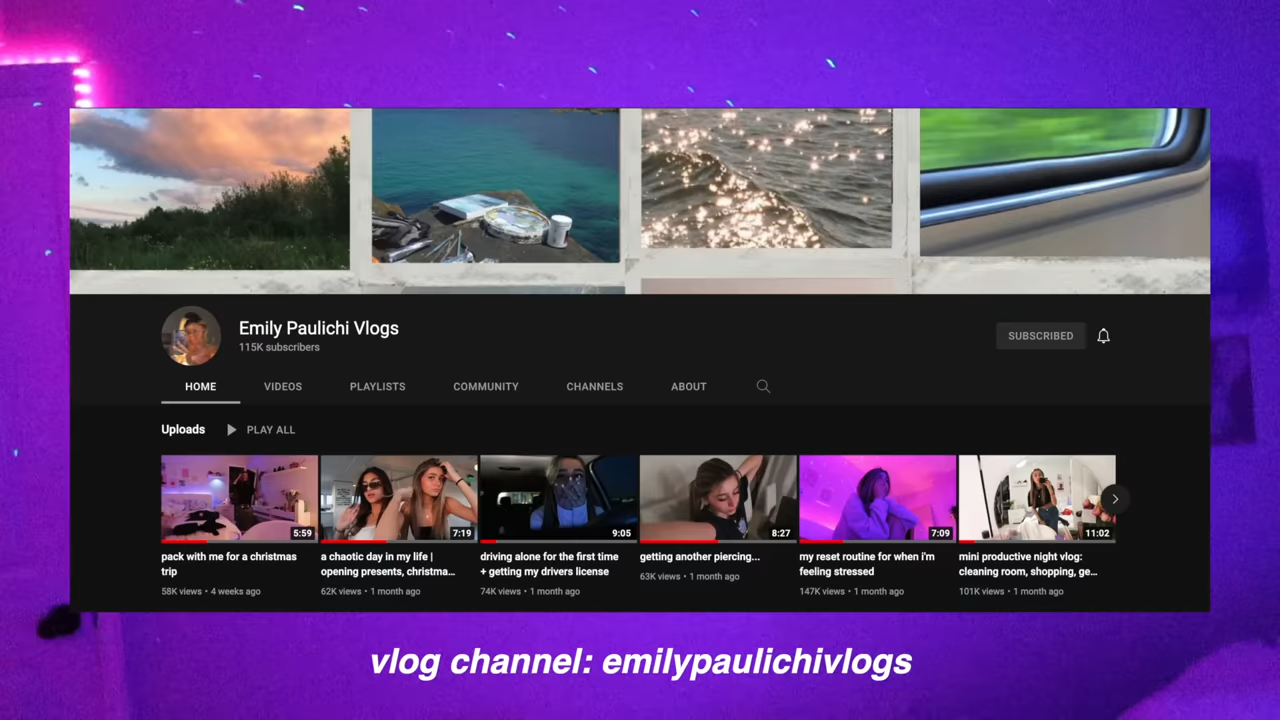 Emily Paulichi Vlogs
115K subscribers
SUBSCRIBED
HOME VIDEOS PLAYLISTS COMMUNITY CHANNELS ABOUT
Uploads PLAY ALL
5:59
7:19
9:05
8:27
7:09
11:02
pack with me for a christmas
trip
58K views • 4 weeks ago
a chaotic day in my life |
opening presents, christma...
62K views • 1 month ago
driving alone for the first time
+ getting my drivers license
74K views • 1 month ago
getting another piercing...
63K views • 1 month ago
my reset routine for when i'm
feeling stressed
147K views • 1 month ago
mini productive night vlog:
cleaning room, shopping, ge...
101K views • 1 month ago
vlog channel: emilypaulichivlogs